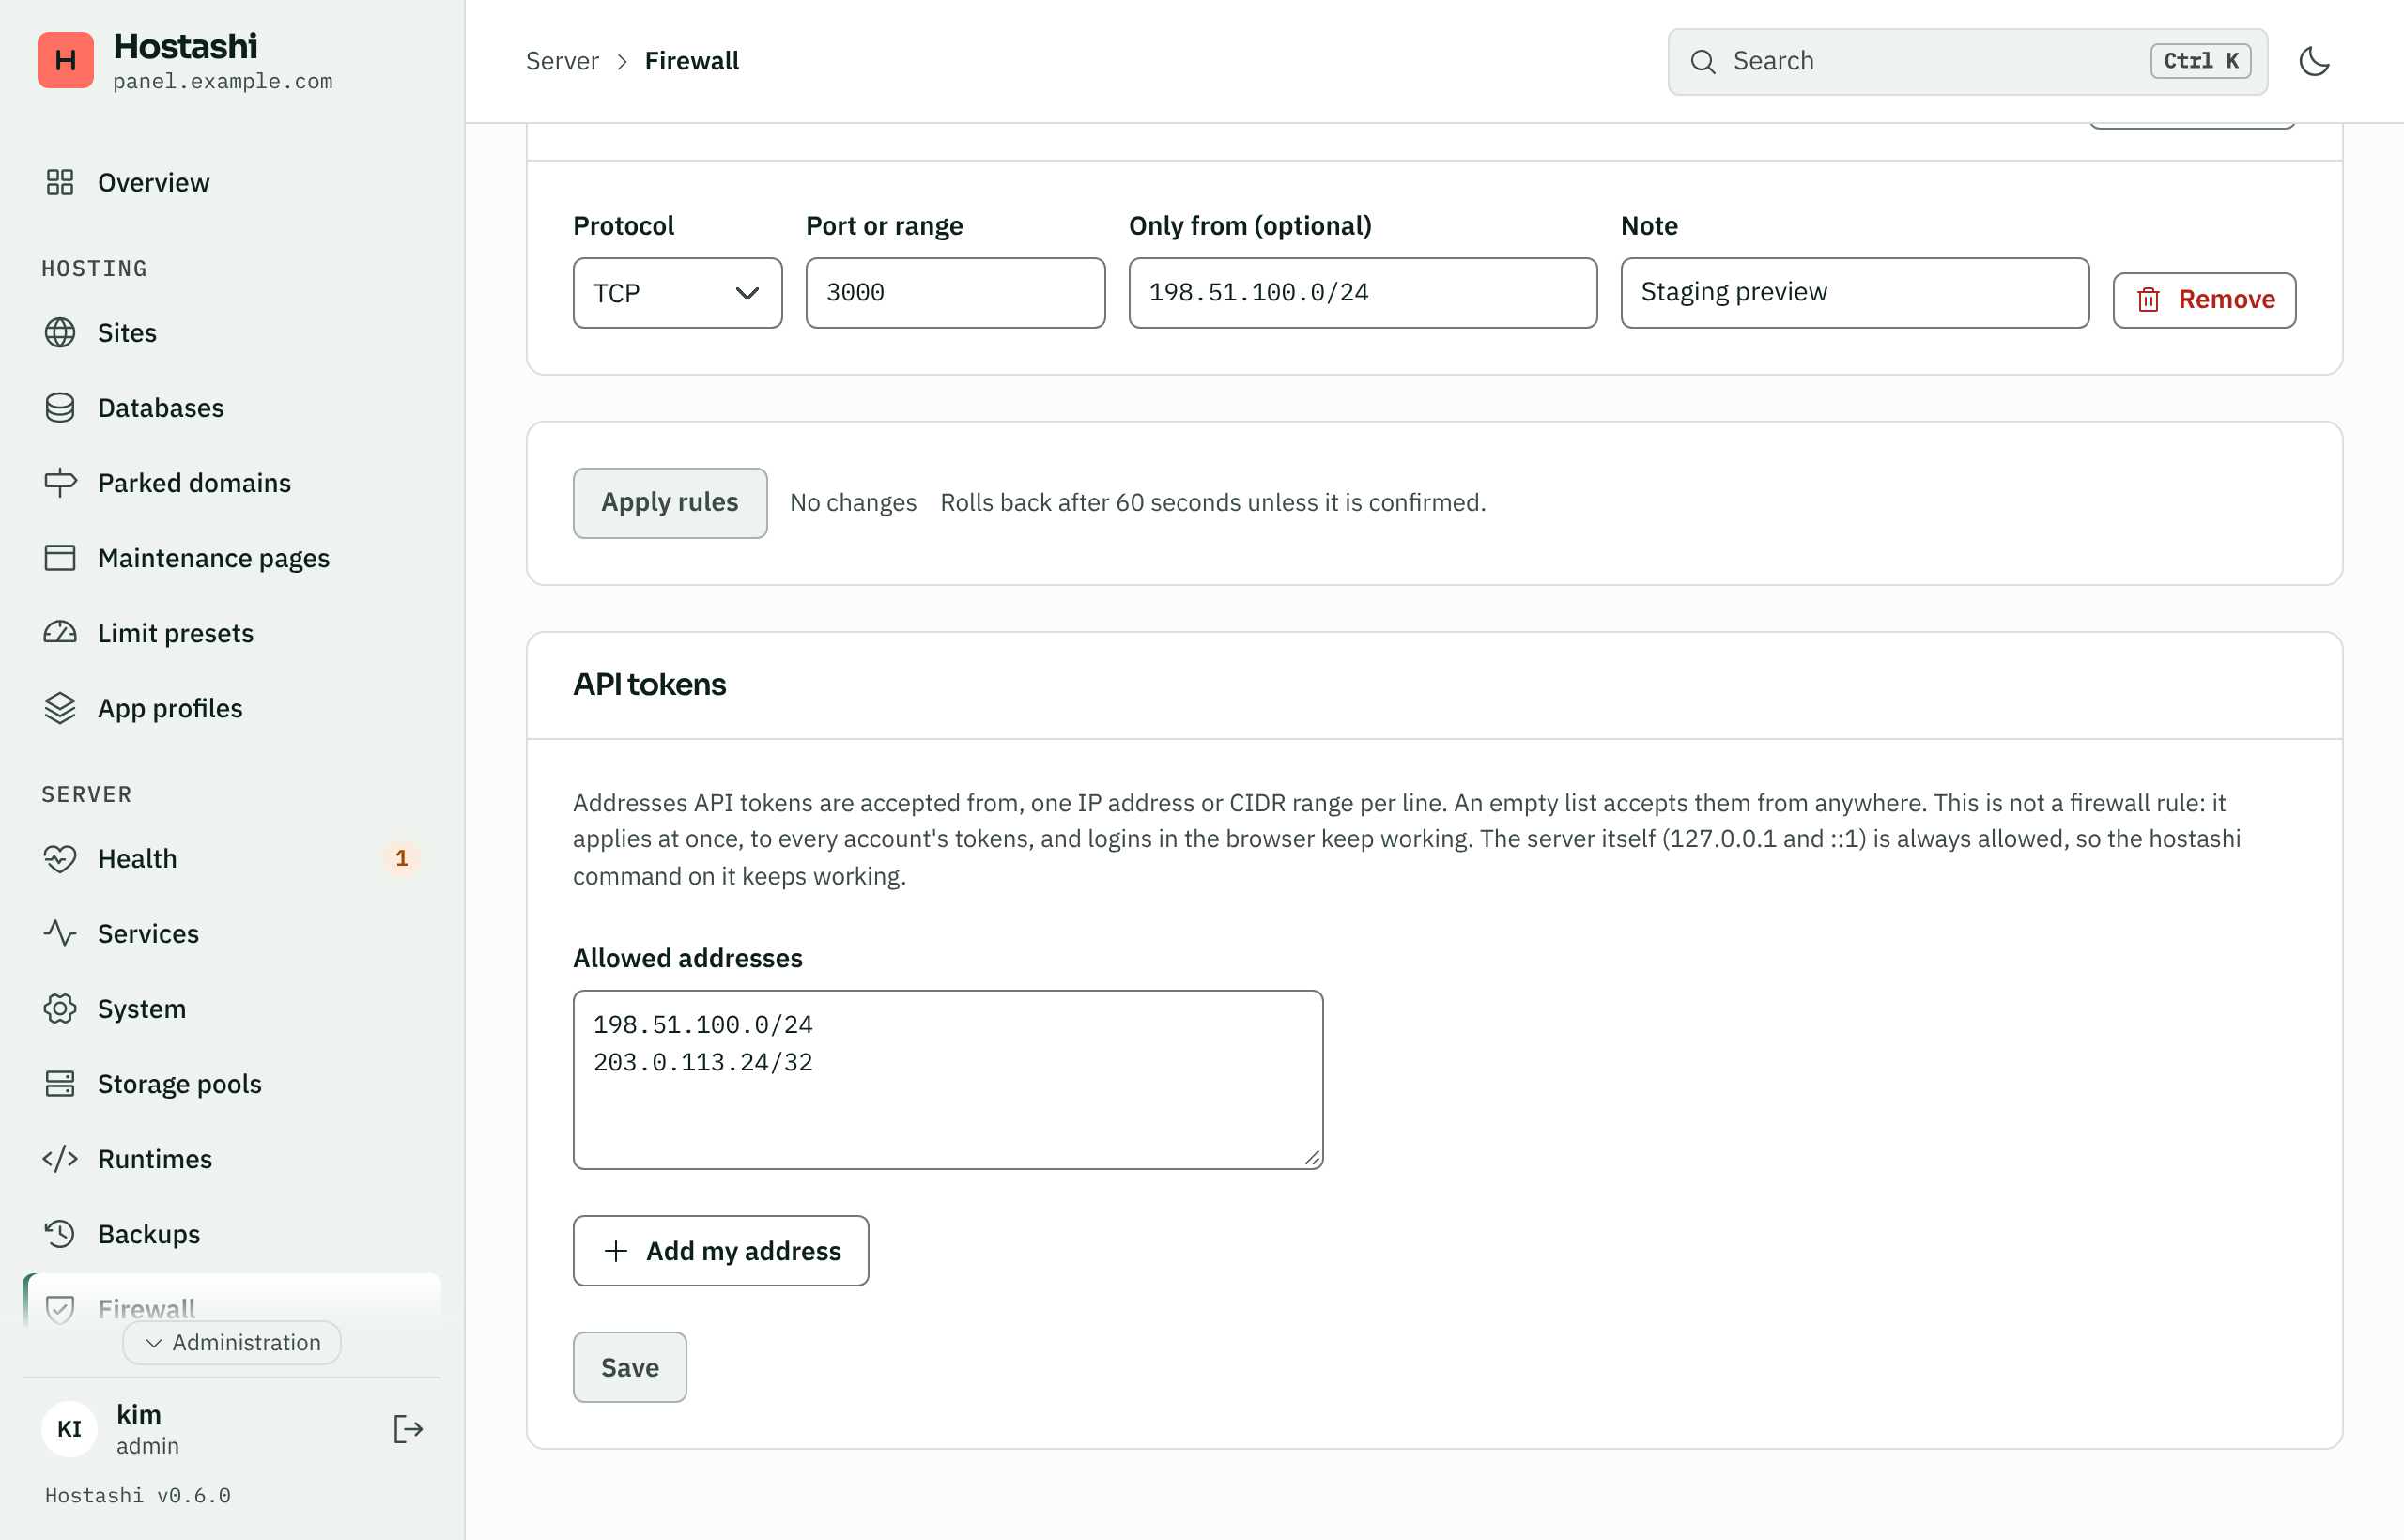 H
Hostashi
panel.example.com
Overview
HOSTING
Sites
Databases
Parked domains
Maintenance pages
Limit presets
App profiles
SERVER
Health 1
Services
System
Storage pools
Runtimes
Backups
Firewall
Administration
KI
kim
admin
Hostashi v0.6.0
Server > Firewall
Search Ctrl K
Protocol Port or range Only from (optional) Note
TCP 3000 198.51.100.0/24 Staging preview Remove
Apply rules No changes Rolls back after 60 seconds unless it is confirmed.
API tokens
Addresses API tokens are accepted from, one IP address or CIDR range per line. An empty list accepts them from anywhere. This is not a firewall rule: it
applies at once, to every account's tokens, and logins in the browser keep working. The server itself (127.0.0.1 and ::1) is always allowed, so the hostashi
command on it keeps working.
Allowed addresses
198.51.100.0/24
203.0.113.24/32
Add my address
Save